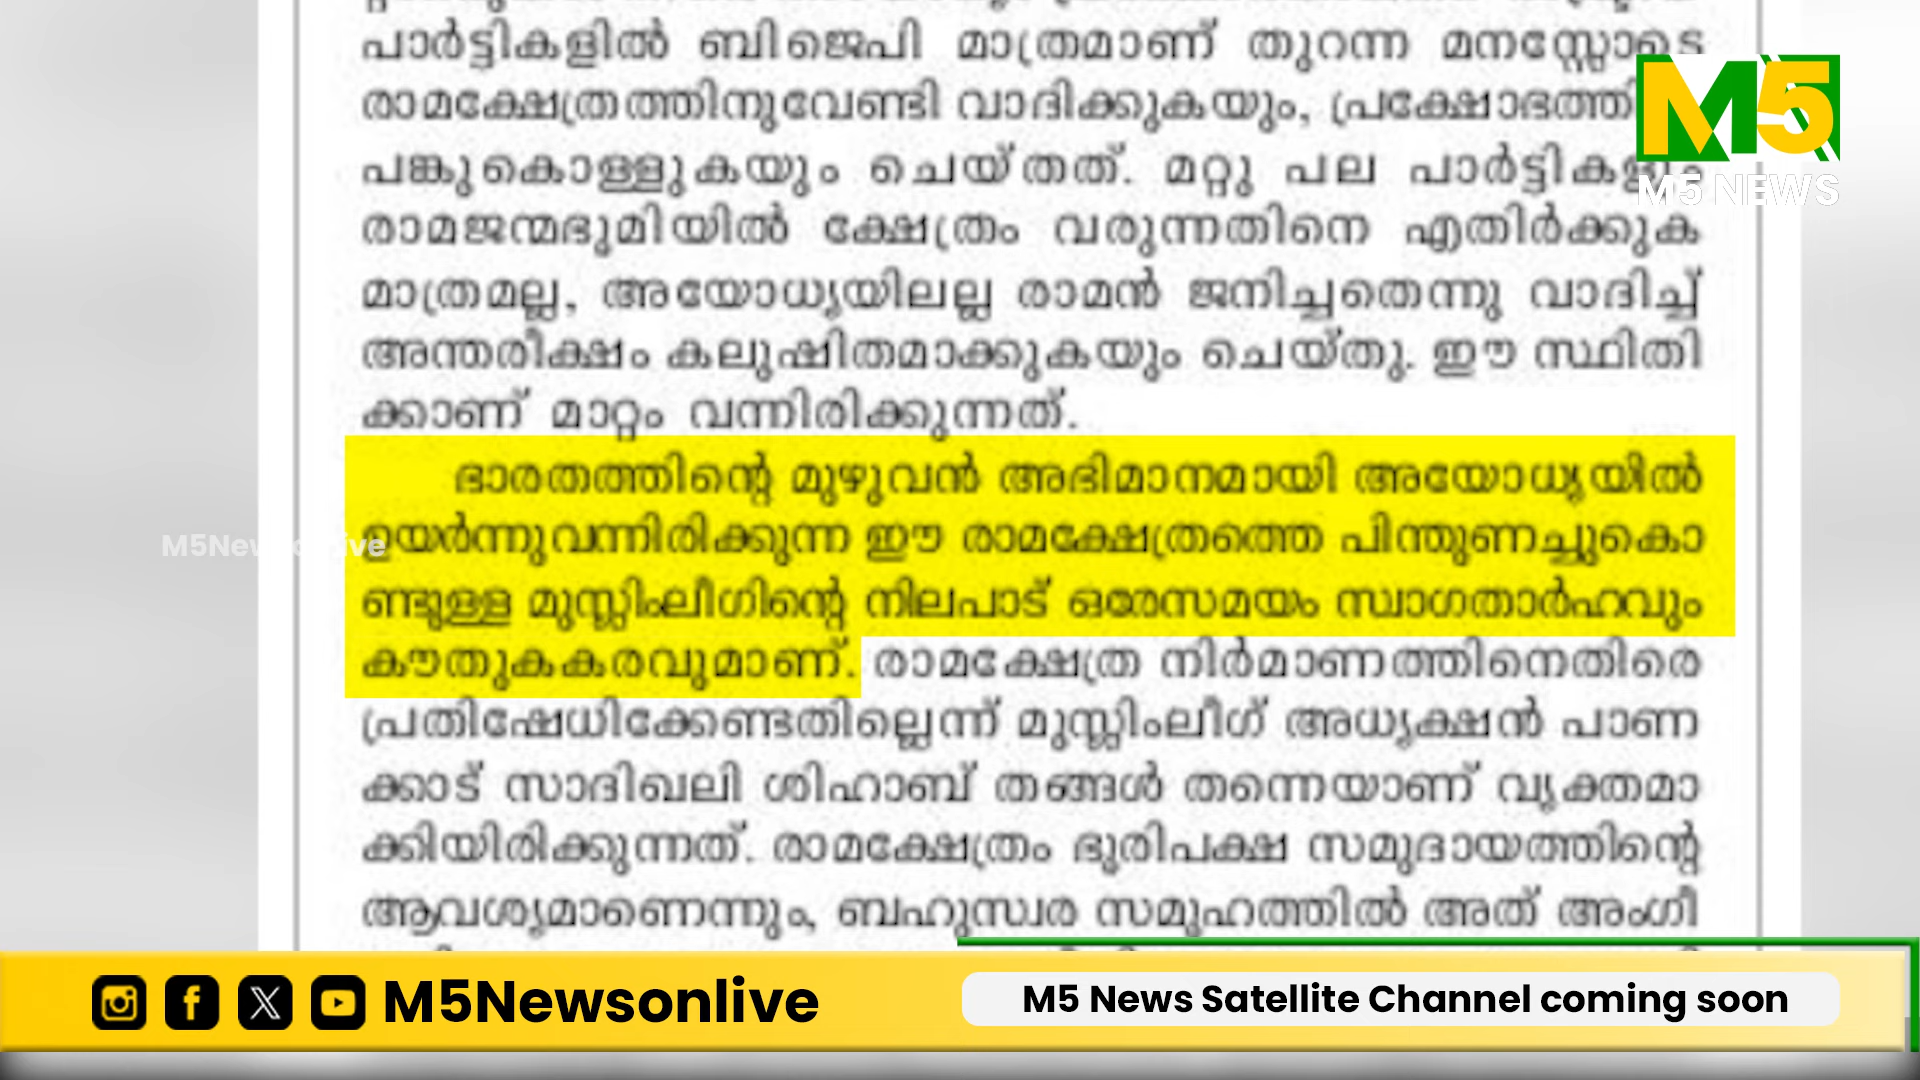 പാർട്ടികളിൽ ബിജെപി മാത്രമാണ് തുറന്ന മനസ്സോടെ
രാമക്ഷേത്രത്തിനുവേണ്ടി വാദിക്കുകയും, പ്രക്ഷോഭത്തി
പങ്കുകൊള്ളുകയും ചെയ്തത്. മറ്റു പല പാർട്ടികളും
രാമജന്മഭൂമിയിൽ ക്ഷേത്രം വരുന്നതിനെ എതിർക്കുക
മാത്രമല്ല, അയോധ്യയിലല്ല രാമൻ ജനിച്ചതെന്നു വാദിച്ച്
അന്തരീക്ഷം കലുഷിതമാക്കുകയും ചെയ്തു. ഈ സ്ഥിതി
ക്കാണ് മാറ്റം വന്നിരിക്കുന്നത്.
ഭാരതത്തിന്റെ മുഴുവൻ അഭിമാനമായി അയോധ്യയിൽ
ഉയർന്നുവന്നിരിക്കുന്ന ഈ രാമക്ഷേത്രത്തെ പിന്തുണച്ചുകൊ
ണ്ടുള്ള മുസ്ലിംലീഗിന്റെ നിലപാട് ഒരേസമയം സ്വാഗതാർഹവും
കൗതുകകരവുമാണ്. രാമക്ഷേത്ര നിർമാണത്തിനെതിരെ
പ്രതിഷേധിക്കേണ്ടതില്ലെന്ന് മുസ്ലിംലീഗ് അധ്യക്ഷൻ പാണ
ക്കാട് സാദിഖലി ശിഹാബ് തങ്ങൾ തന്നെയാണ് വ്യക്തമാ
ക്കിയിരിക്കുന്നത്. രാമക്ഷേത്രം ഭൂരിപക്ഷ സമുദായത്തിന്റെ
ആവശ്യമാണെന്നും, ബഹുസ്വര സമൂഹത്തിൽ അത് അംഗീ
M5
M5 NEWS
M5Newsonlive
M5Newsonlive
M5 News Satellite Channel coming soon